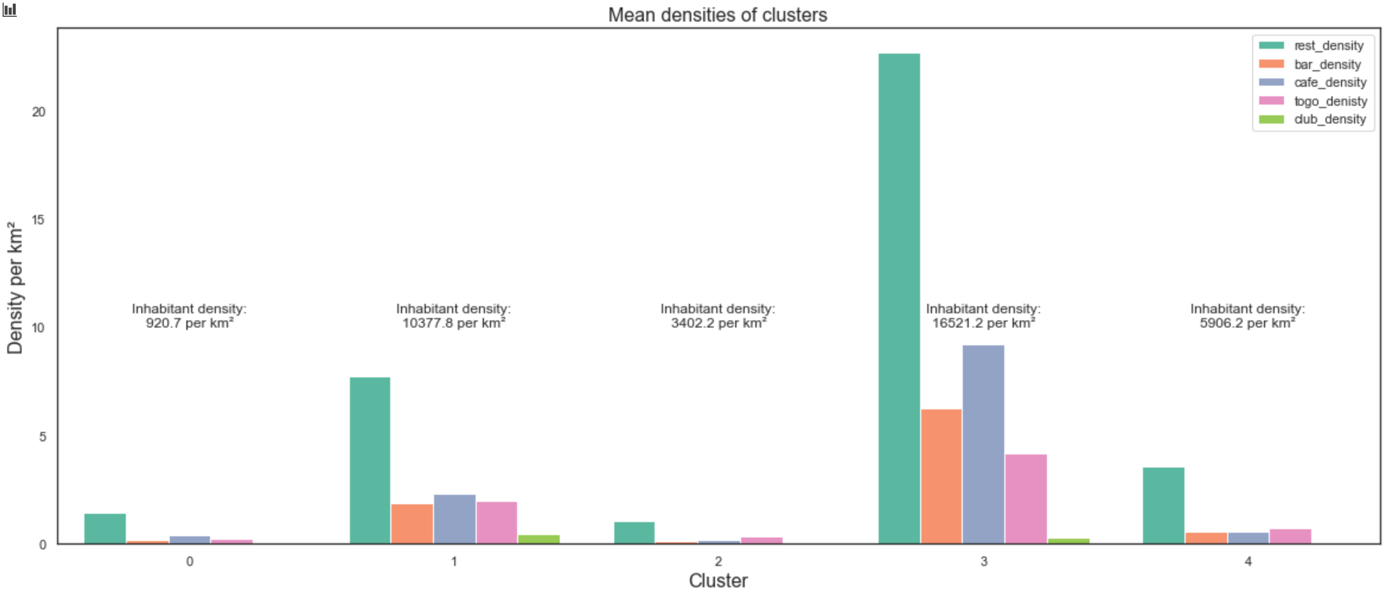 Mean densities of clusters
rest_density
bar_density
cafe_density
togo_denisty
club_density
Density per km²
20
15
10
5
0
Inhabitant density:
920.7 per km²
Inhabitant density:
10377.8 per km²
Inhabitant density:
3402.2 per km²
Inhabitant density:
16521.2 per km²
Inhabitant density:
5906.2 per km²
0
1
2
3
4
Cluster